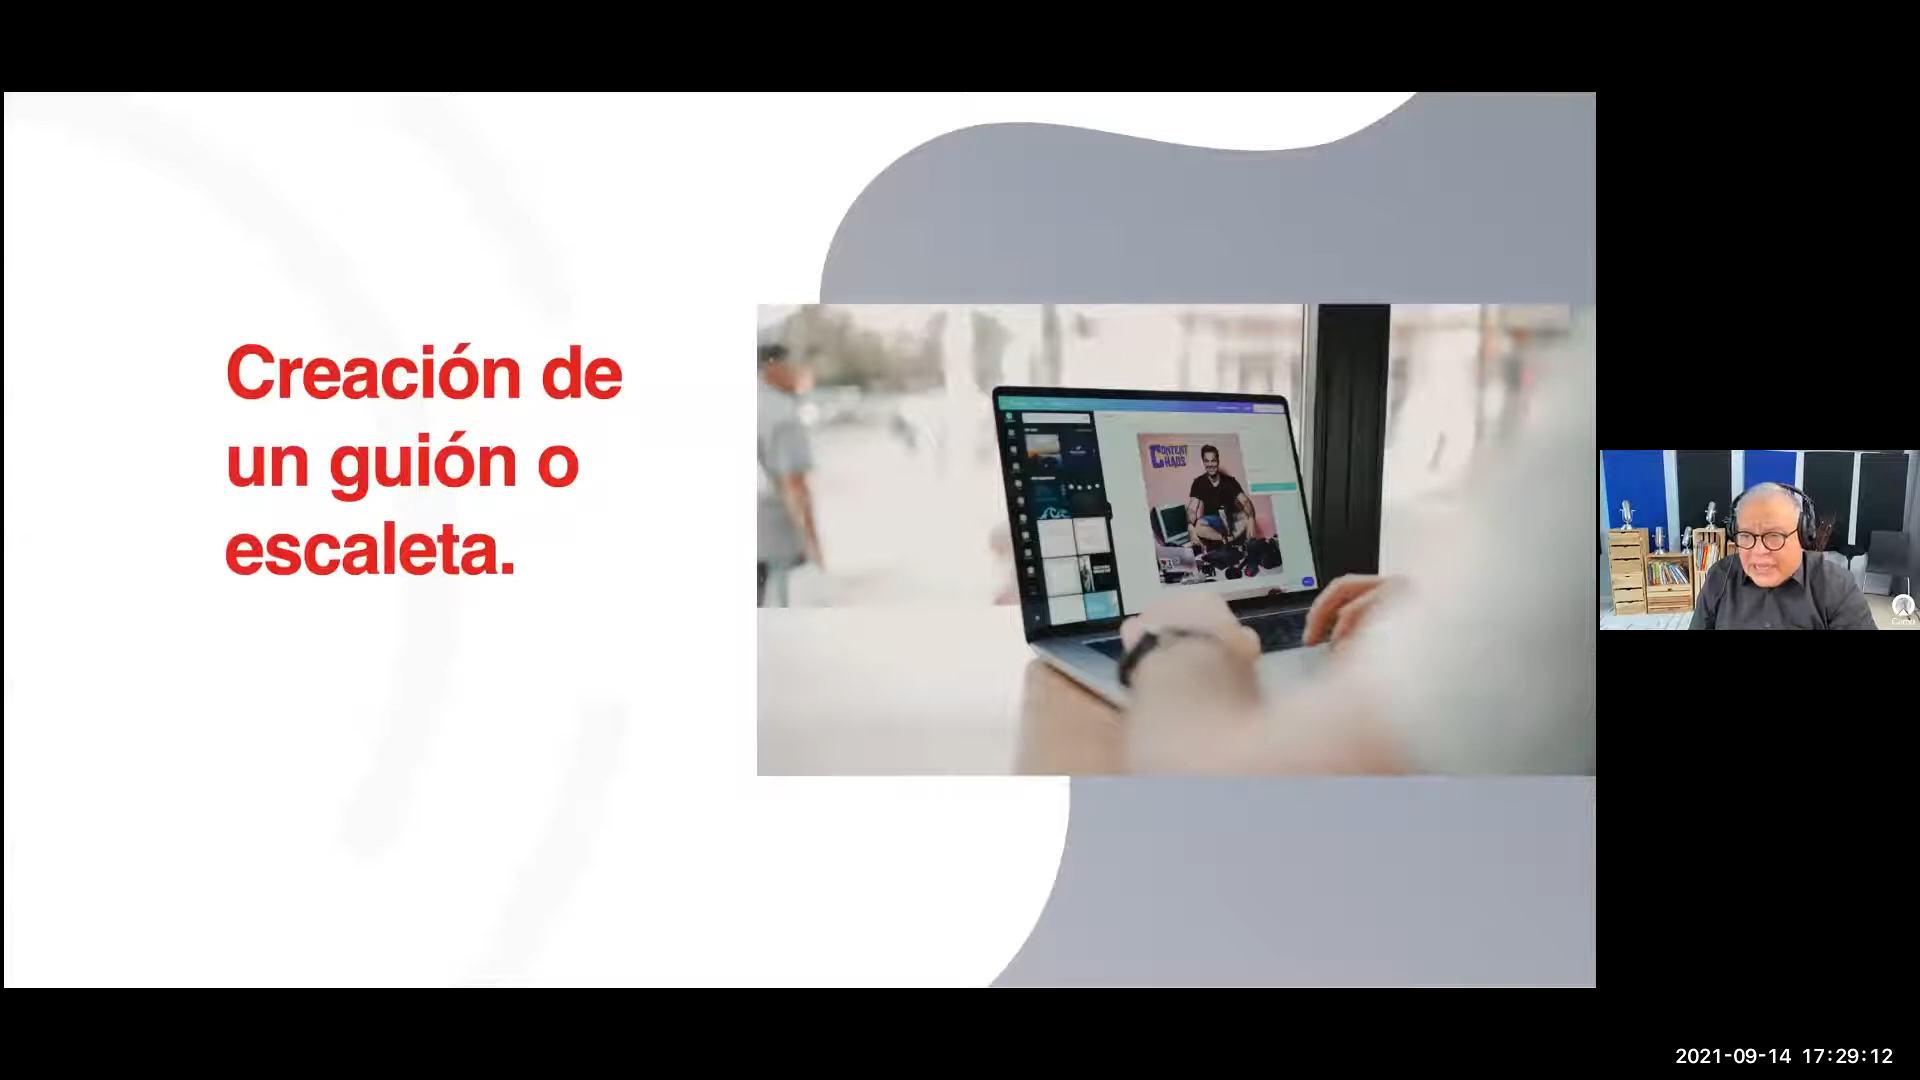 Creación de
un guión o
escaleta.
CONTENT
CHAOS
2021-09-14 17:29:12